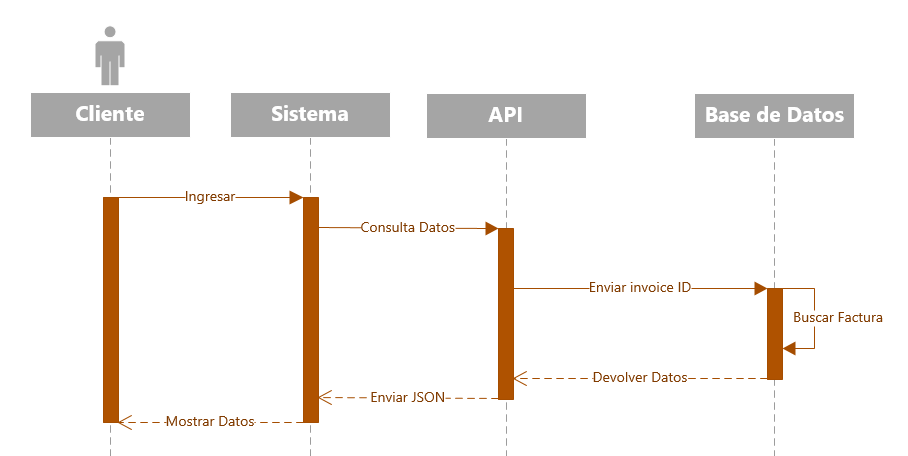 Cliente
Sistema
API
Base de Datos
Ingresar
Consulta Datos
Enviar invoice ID
Buscar Factura
Devolver Datos
Enviar JSON
Mostrar Datos